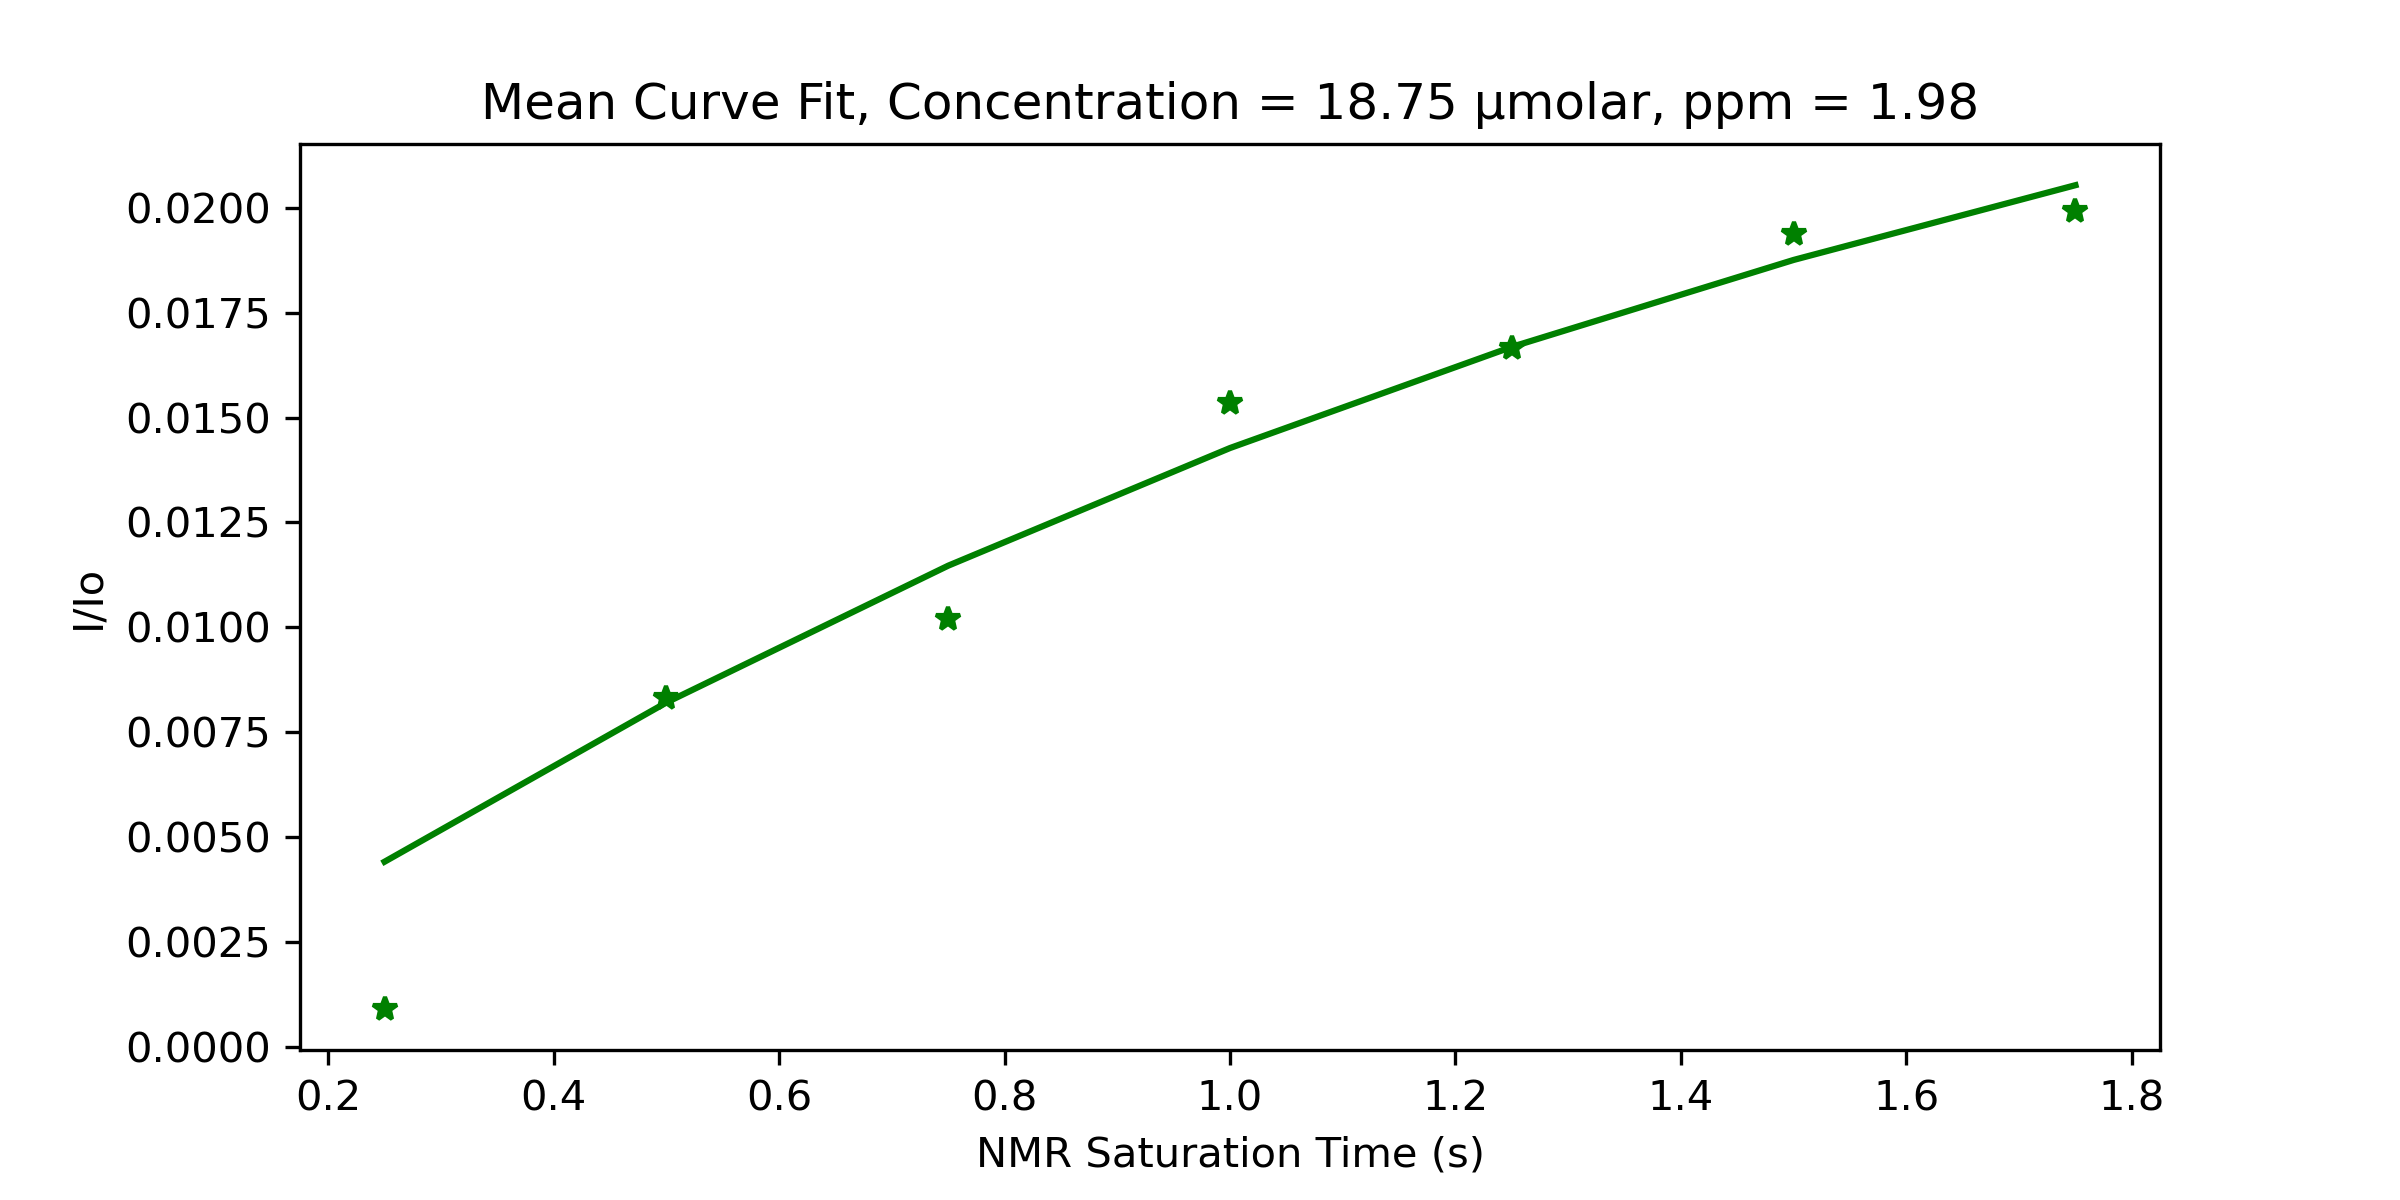 Mean Curve Fit, Concentration = 18.75 µmolar, ppm = 1.98
0.0200
0.0175
0.0150
0.0125
0.0100
0.0075
0.0050
0.0025
0.0000
I/Io
0.2 0.4 0.6 0.8 1.0 1.2 1.4 1.6 1.8
NMR Saturation Time (s)